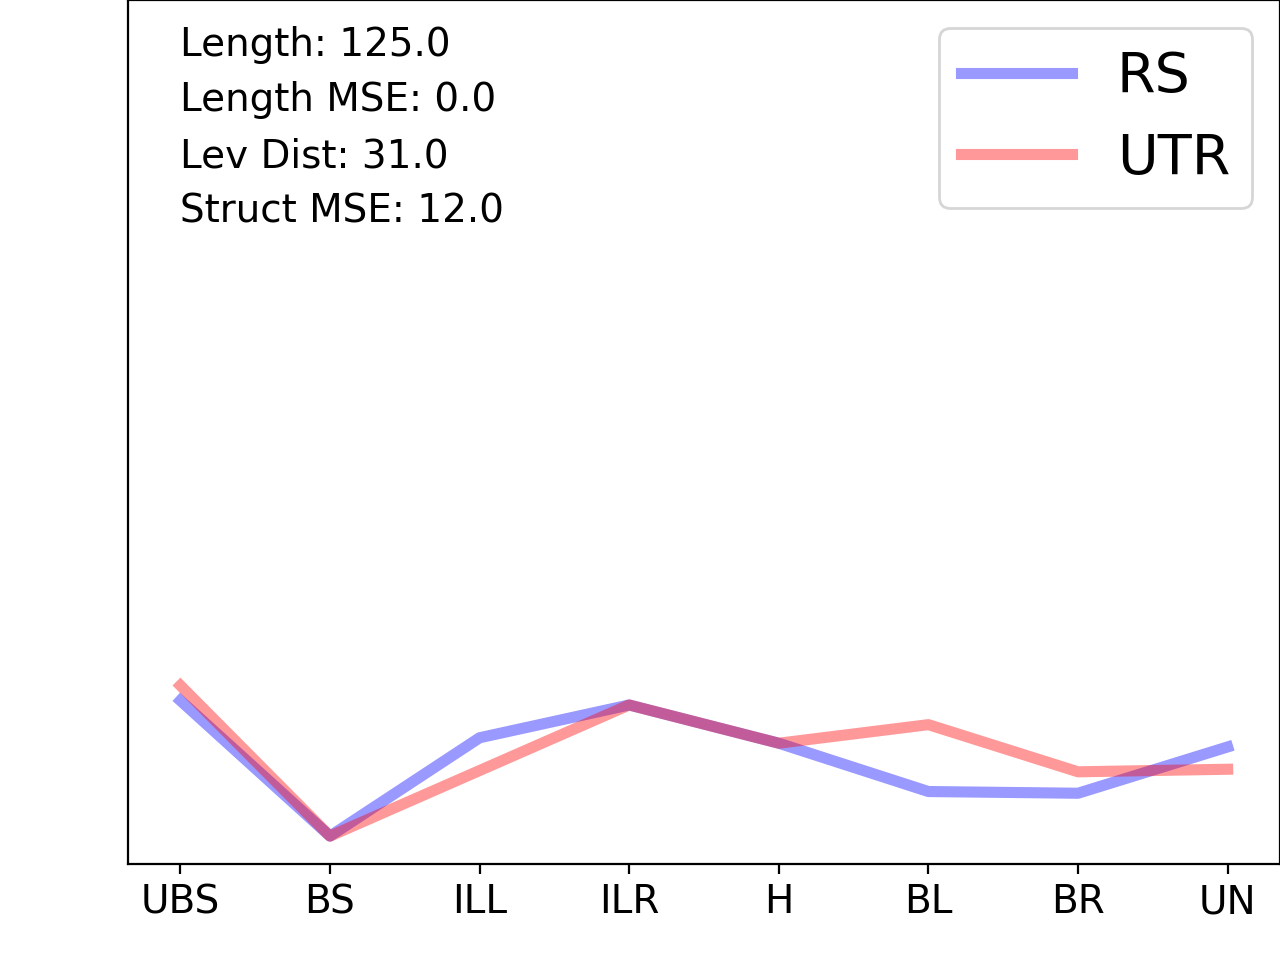 Length: 125.0
Length MSE: 0.0
Lev Dist: 31.0
Struct MSE: 12.0
RS
UTR
UBS BS ILL ILR H BL BR UN